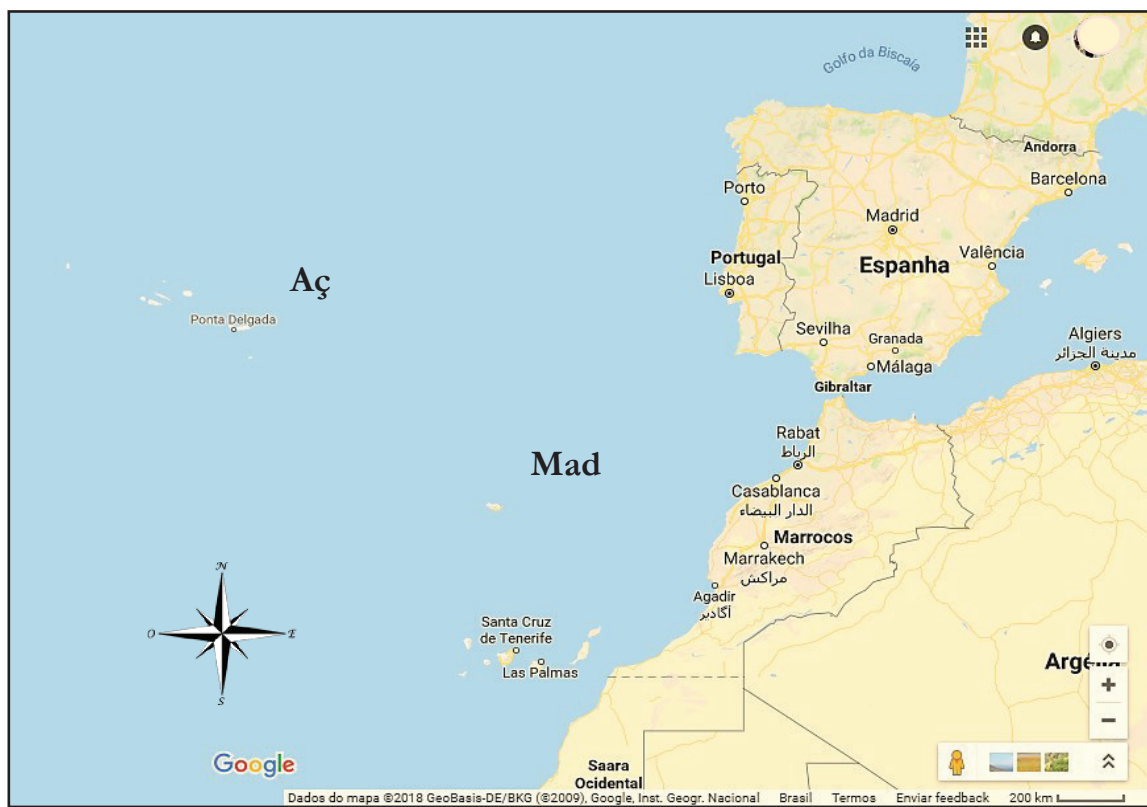 Golfo da Biscaia
Andorra
Barcelona
Porto
Madrid
Portugal
Valência
Espanha
Lisboa
Aç
Ponta Delgada
Sevilha
Granada
Málaga
Algiers
مدينة الجزائر
Gibraltar
Rabat
الرباط
Mad
Casablanca
الدار البيضاء
Marrocos
Marrakech
مراكش
Agadir
أگادير
N
O
E
S
Santa Cruz
de Tenerife
Las Palmas
Argélia
Google
Saara
Ocidental
Dados do mapa ©2018 GeoBasis-DE/BKG (©2009), Google, Inst. Geogr. Nacional Brasil Termos Enviar feedback 200 km